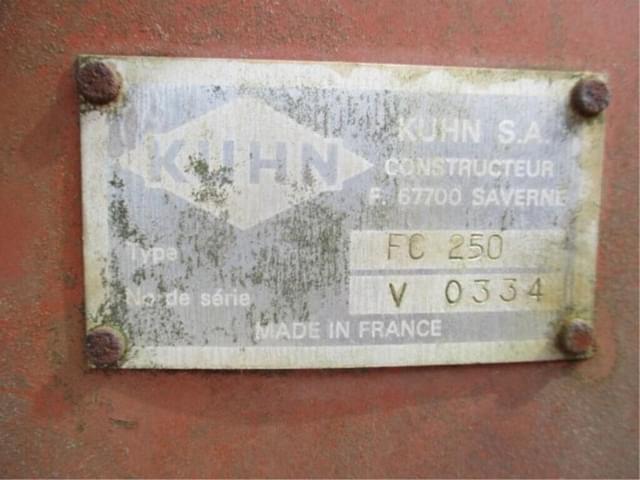 KUHN
KUHN S.A.
CONSTRUCTEUR
F. 67700 SAVERNE
Type FC 250
No de série V 0334
MADE IN FRANCE